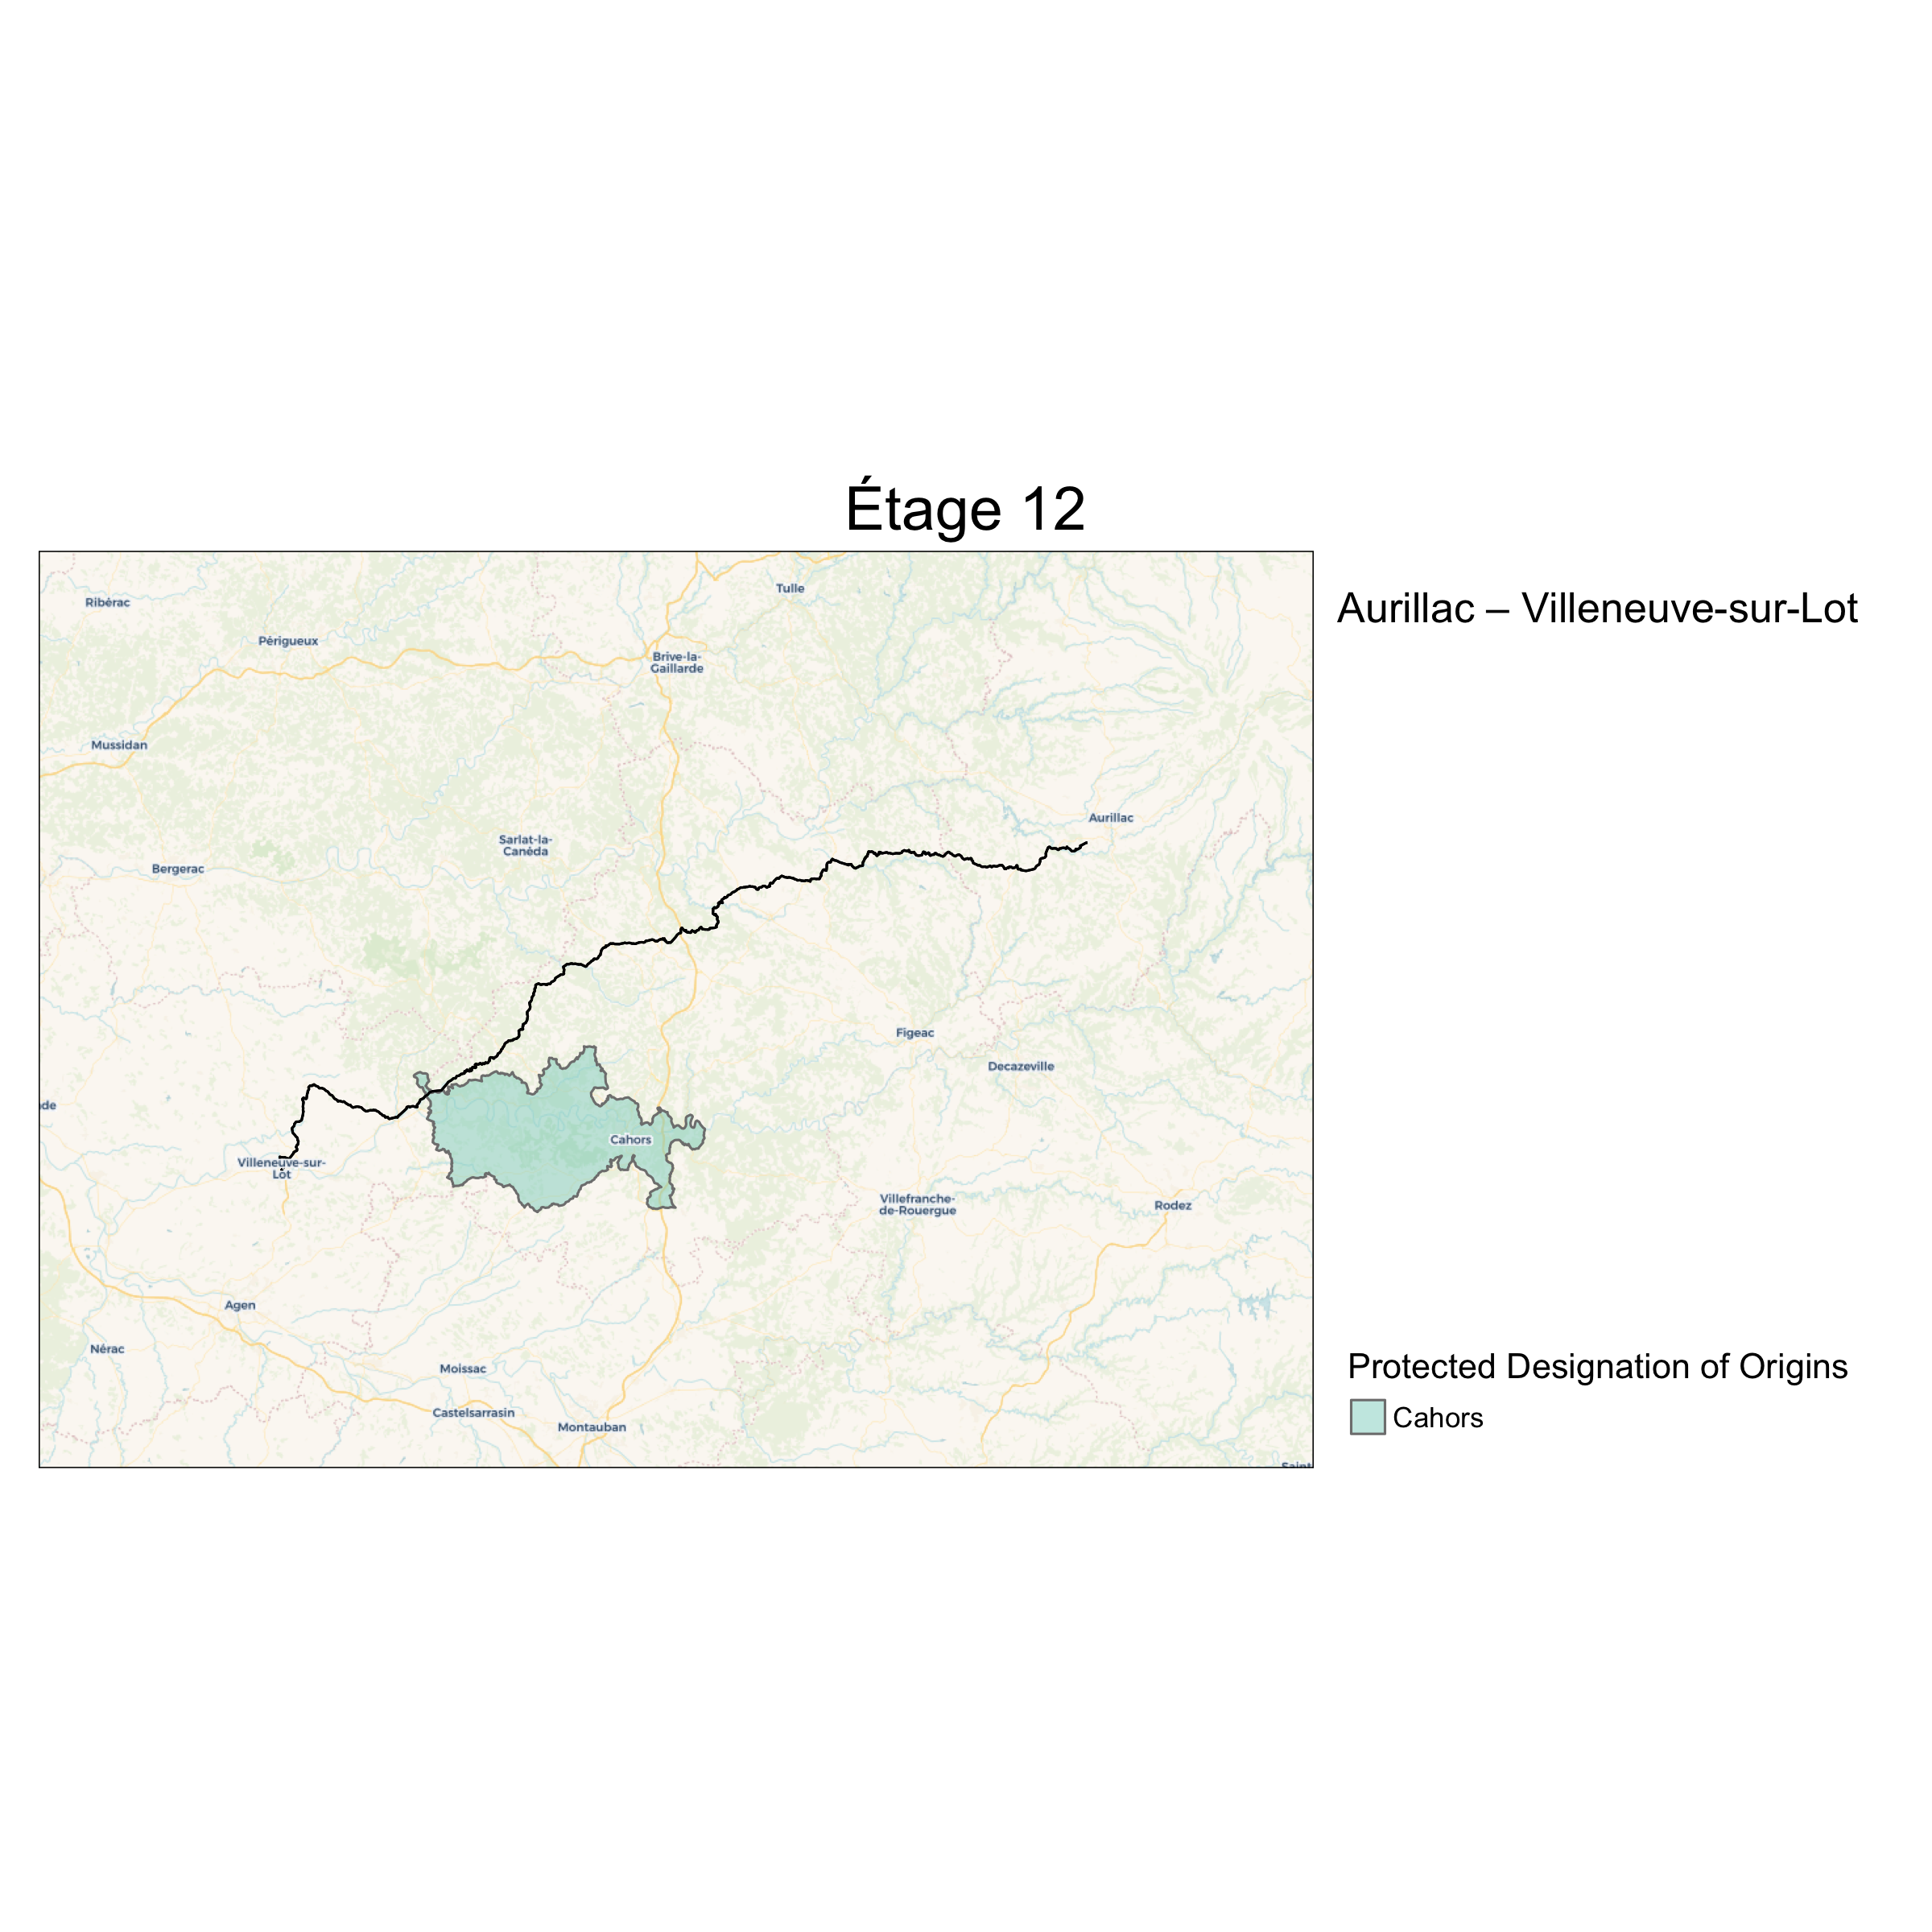 Étage 12
Aurillac – Villeneuve-sur-Lot
Tulle
Ribérac
Périgueux
Brive-la-
Gaillarde
Mussidan
Aurillac
Sarlat-la-
Canéda
Bergerac
Figeac
Decazeville
de
Cahors
Villeneuve-sur-
Lot
Villefranche-
de-Rouergue
Rodez
Agen
Nérac
Moissac
Castelsarrasin
Montauban
Saint
Protected Designation of Origins
Cahors